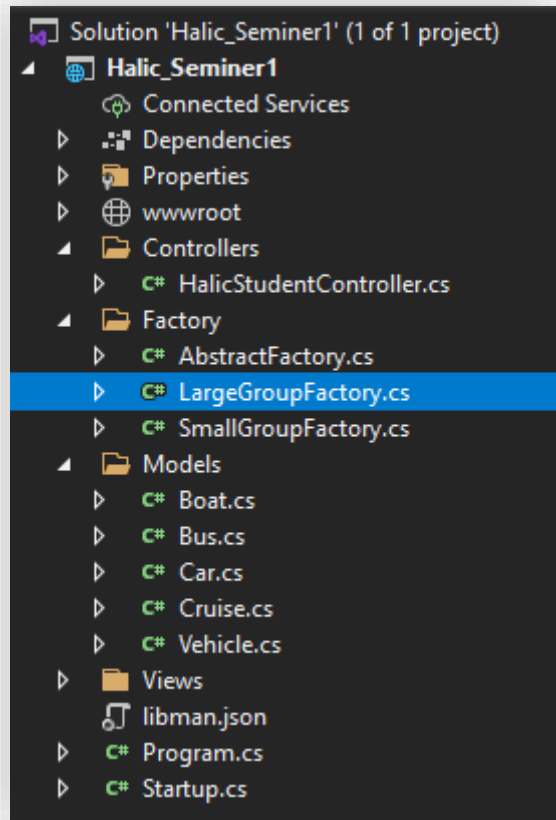 Solution 'Halic_Seminer1' (1 of 1 project)
Halic_Seminer1
Connected Services
Dependencies
Properties
wwwroot
Controllers
C# HalicStudentController.cs
Factory
C# AbstractFactory.cs
C# LargeGroupFactory.cs
C# SmallGroupFactory.cs
Models
C# Boat.cs
C# Bus.cs
C# Car.cs
C# Cruise.cs
C# Vehicle.cs
Views
libman.json
C# Program.cs
C# Startup.cs